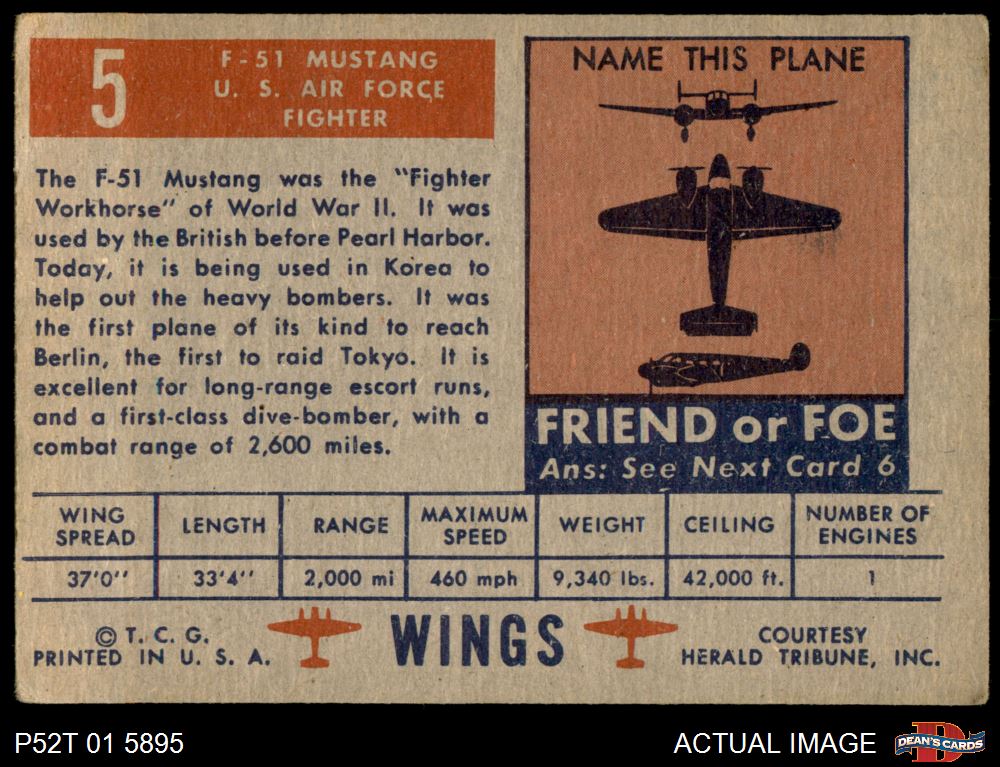 5
F-51 MUSTANG
U. S. AIR FORCE
FIGHTER
The F-51 Mustang was the "Fighter
Workhorse" of World War II. It was
used by the British before Pearl Harbor.
Today, it is being used in Korea to
help out the heavy bombers. It was
the first plane of its kind to reach
Berlin, the first to raid Tokyo. It is
excellent for long-range escort runs,
and a first-class dive-bomber, with a
combat range of 2,600 miles.
NAME THIS PLANE
FRIEND or FOE
Ans: See Next Card 6
WING SPREAD LENGTH RANGE MAXIMUM SPEED WEIGHT CEILING NUMBER OF ENGINES
37'0" 33'4" 2,000 mi 460 mph 9,340 lbs. 42,000 ft. 1
© T. C. G.
PRINTED IN U. S. A.
WINGS
COURTESY
HERALD TRIBUNE, INC.
P52T 01 5895
ACTUAL IMAGE
D
DEAN'S CARDS